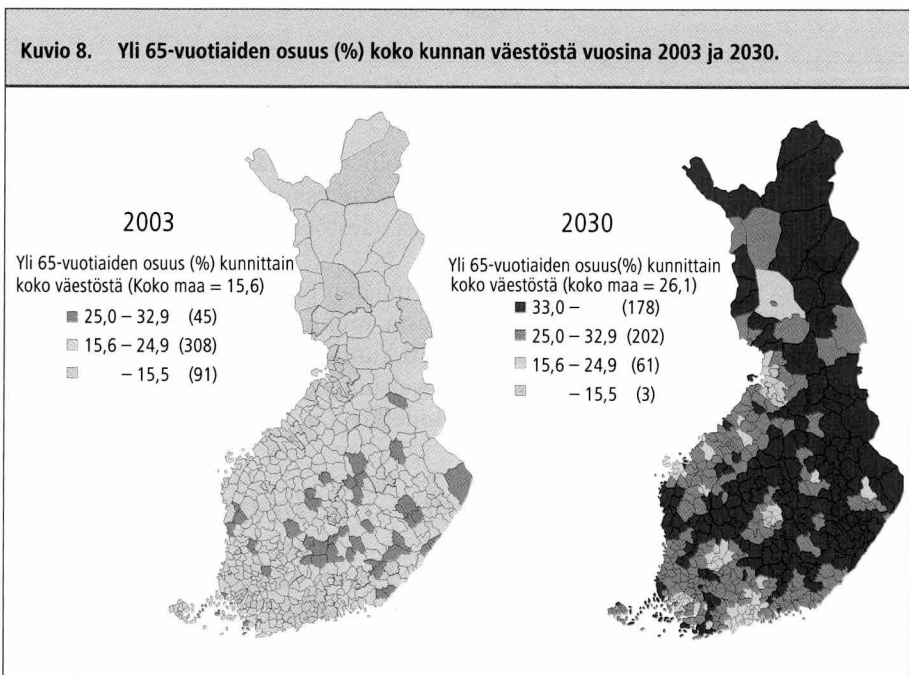 Kuvio 8. Yli 65-vuotiaiden osuus (%) koko kunnan väestöstä vuosina 2003 ja 2030.
2003
Yli 65-vuotiaiden osuus (%) kunnittain
koko väestöstä (Koko maa = 15,6)
25,0 – 32,9 (45)
15,6 – 24,9 (308)
– 15,5 (91)
2030
Yli 65-vuotiaiden osuus(%) kunnittain
koko väestöstä (koko maa = 26,1)
33,0 – (178)
25,0 – 32,9 (202)
15,6 – 24,9 (61)
– 15,5 (3)